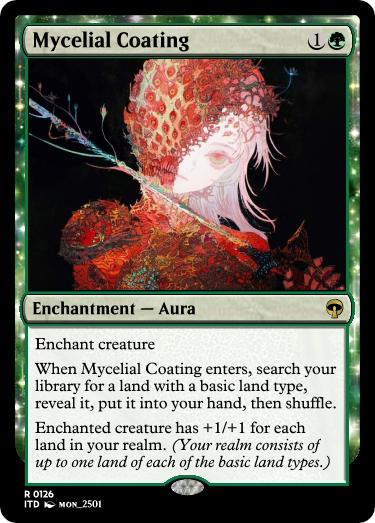 Mycelial Coating 1
Enchantment — Aura
Enchant creature
When Mycelial Coating enters, search your
library for a land with a basic land type,
reveal it, put it into your hand, then shuffle.
Enchanted creature has +1/+1 for each
land in your realm. (Your realm consists of
up to one land of each of the basic land types.)
R 0126
ITD MON_2501